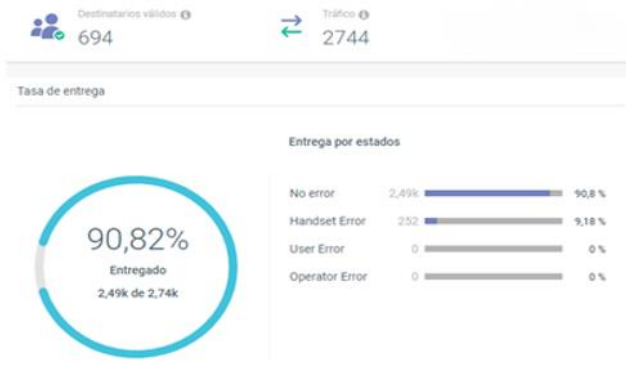 Destinatarios válidos
694
Tráfico
2744
Tasa de entrega
90,82%
Entregado
2,49k de 2,74k
Entrega por estados
No error 2,49k 90,8 %
Handset Error 252 9,18 %
User Error 0 0 %
Operator Error 0 0 %